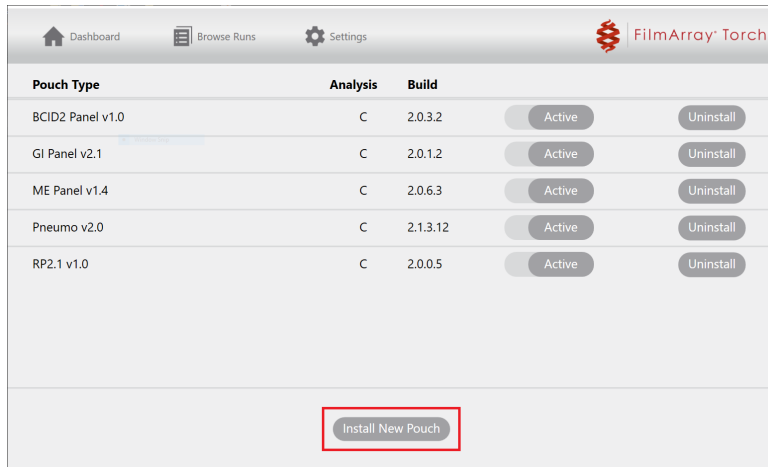 Dashboard Browse Runs Settings FilmArray® Torch
Pouch Type Analysis Build
BCID2 Panel v1.0 C 2.0.3.2 Active Uninstall
GI Panel v2.1 C 2.0.1.2 Active Uninstall
ME Panel v1.4 C 2.0.6.3 Active Uninstall
Pneumo v2.0 C 2.1.3.12 Active Uninstall
RP2.1 v1.0 C 2.0.0.5 Active Uninstall
Install New Pouch